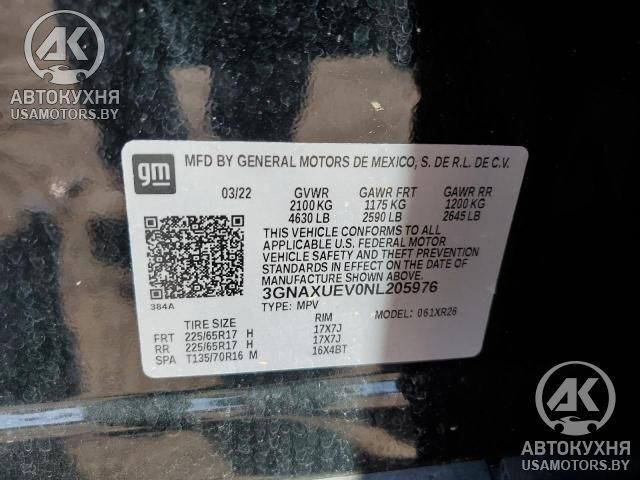 АВТОКУХНЯ
USAMOTORS.BY
gm
MFD BY GENERAL MOTORS DE MEXICO, S. DE R.L. DE C.V.
03/22 GVWR GAWR FRT GAWR RR
2100 KG 1175 KG 1200 KG
4630 LB 2590 LB 2645 LB
THIS VEHICLE CONFORMS TO ALL
APPLICABLE U.S. FEDERAL MOTOR
VEHICLE SAFETY AND THEFT PREVENTION
STANDARDS IN EFFECT ON THE DATE OF
MANUFACTURE SHOWN ABOVE.
3GNAXUEV0NL205976
384A TYPE: MPV MODEL: 061XR26
TIRE SIZE RIM
FRT 225/65R17 H 17X7J
RR 225/65R17 H 17X7J
SPA T135/70R16 M 16X4BT
АК
АВТОКУХНЯ
USAMOTORS.BY